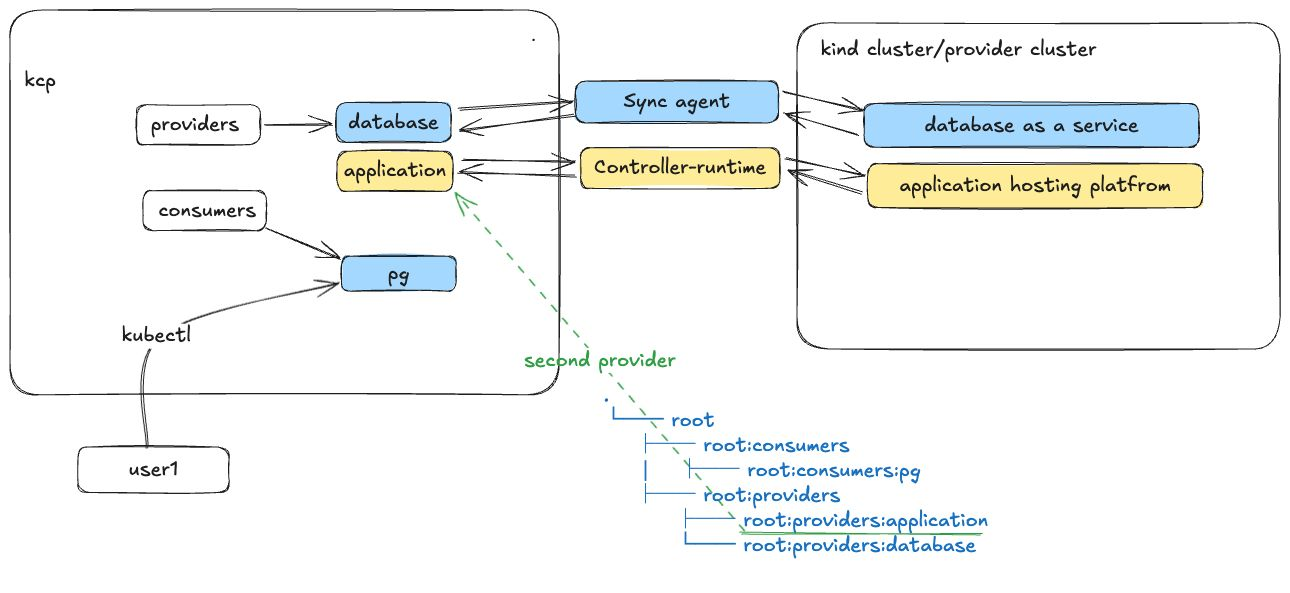 kcp
kind cluster/provider cluster
providers
database
Sync agent
database as a service
application
Controller-runtime
application hosting platfrom
consumers
pg
kubectl
second provider
root
root:consumers
user1
root:consumers:pg
root:providers
root:providers:application
root:providers:database